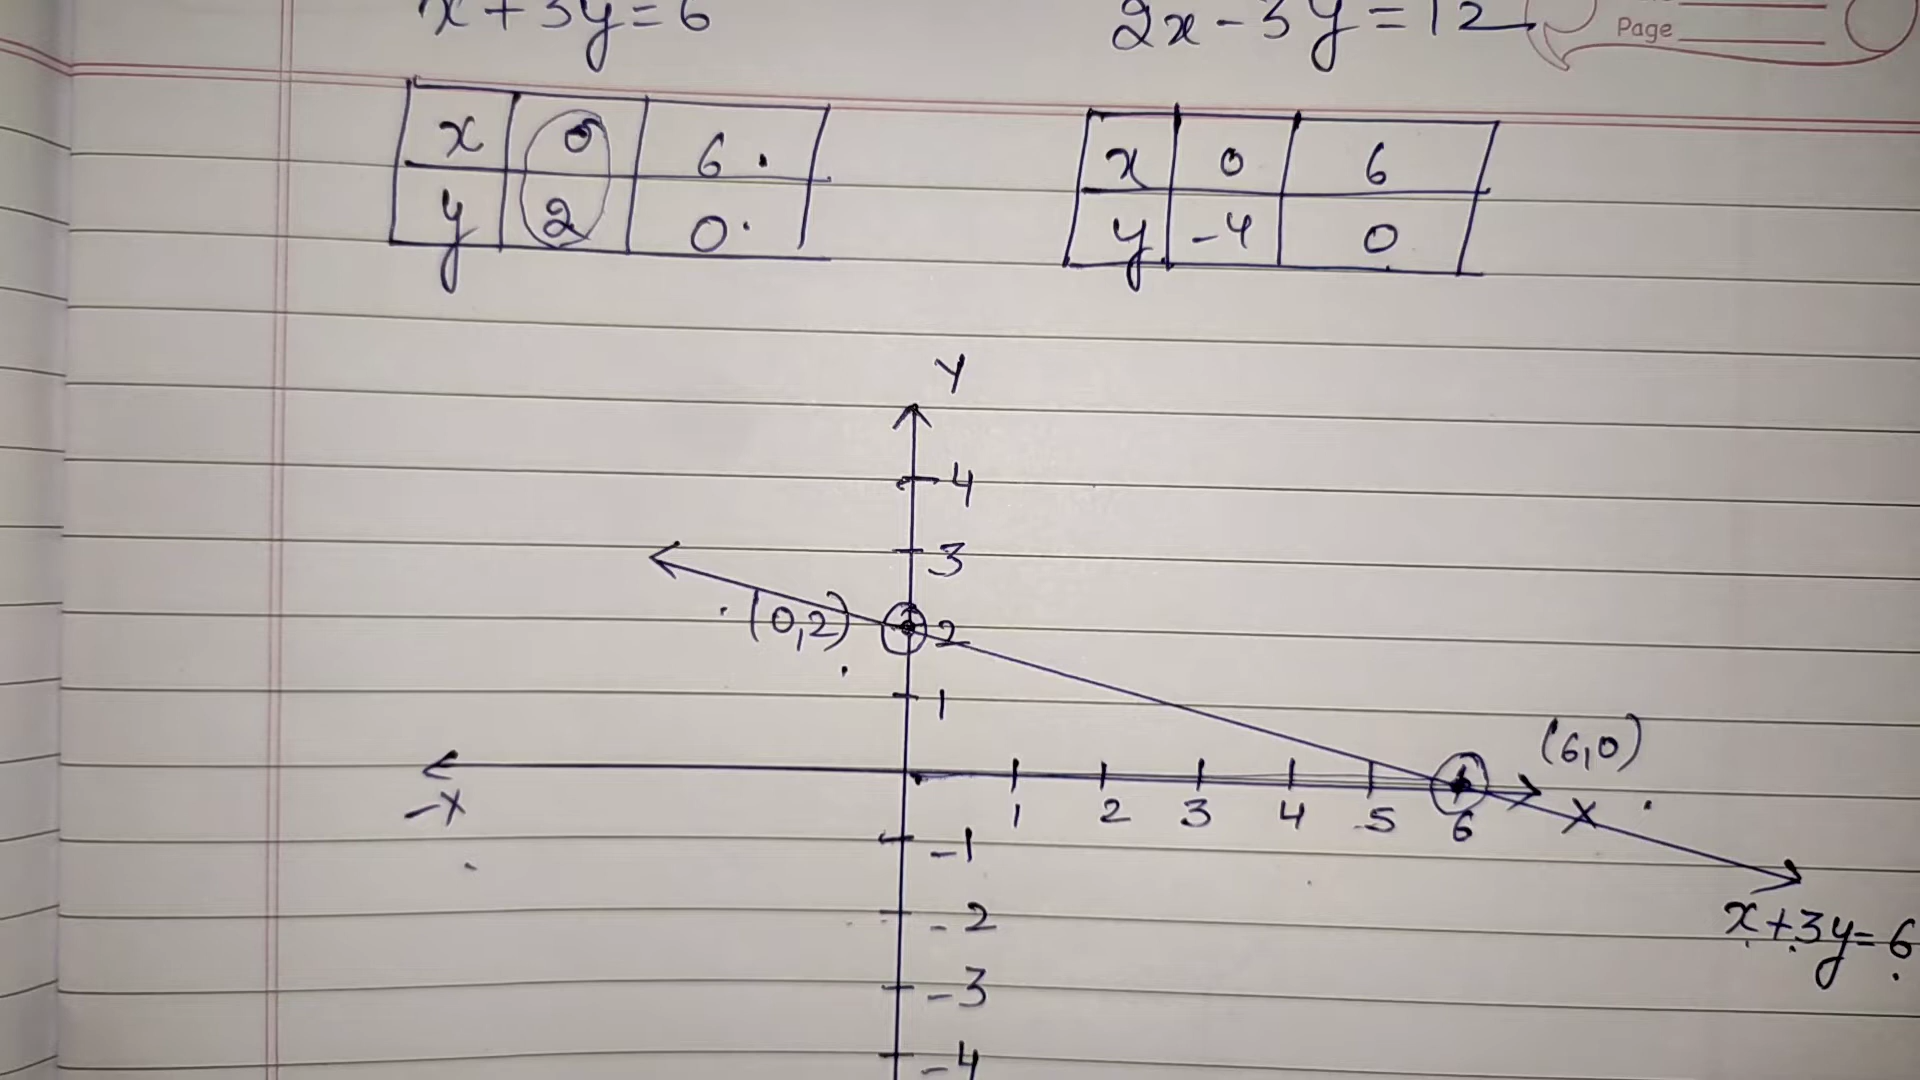 x + 3y = 6
2x - 3y = 12
Page
x 0 6
y 2 0
x 0 6
y -4 0
Y
4
3
(0,2) 2
1
(6,0)
-X 1 2 3 4 5 6 X
-1
-2
x + 3y = 6
-3
-4